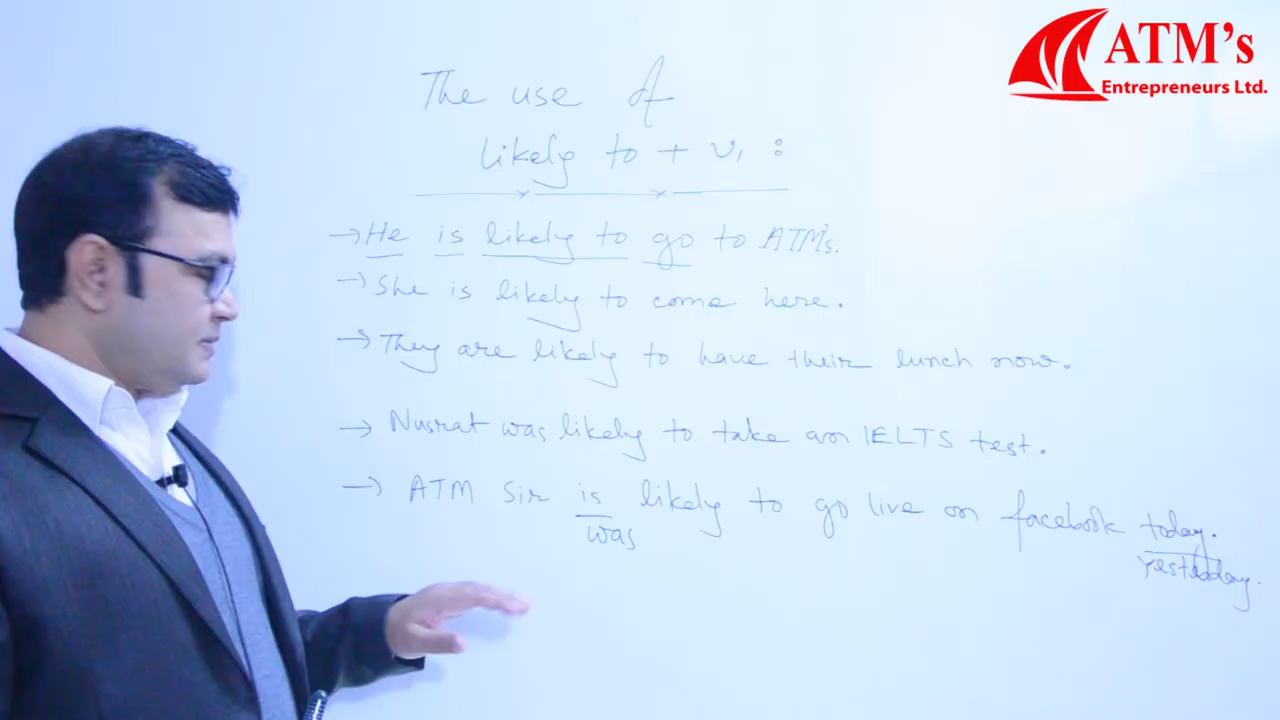 ATM's
Entrepreneurs Ltd.
The use of
likely to + v₁ :
→ He is likely to go to ATM's.
→ She is likely to come here.
→ They are likely to have their lunch now.
→ Nusrat was likely to take an IELTS test.
→ ATM Sir is likely to go live on facebook today.
was
yesterday.